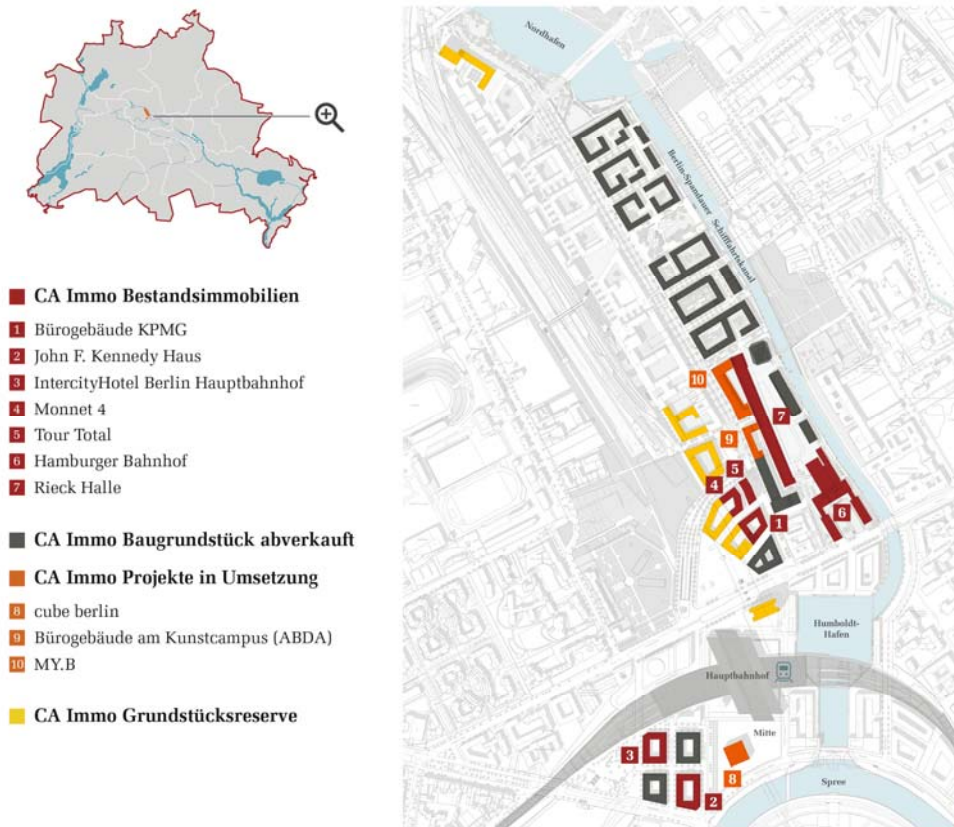 CA Immo Bestandsimmobilien
1 Bürogebäude KPMG
2 John F. Kennedy Haus
3 IntercityHotel Berlin Hauptbahnhof
4 Monnet 4
5 Tour Total
6 Hamburger Bahnhof
7 Rieck Halle
CA Immo Baugrundstück abverkauft
CA Immo Projekte in Umsetzung
8 cube berlin
9 Bürogebäude am Kunstcampus (ABDA)
10 MY.B
CA Immo Grundstücksreserve
Nordhafen
Berlin-Spandauer Schifffahrtskanal
10
7
9
5
4
1
6
Humboldt-
Hafen
Hauptbahnhof
Mitte
3
8
Spree
2